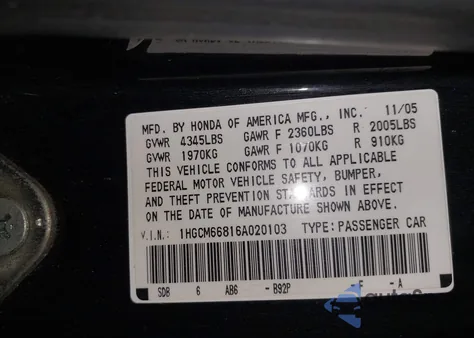 MFD. BY HONDA OF AMERICA MFG., INC. 11/05
GVWR 4345LBS GAWR F 2360LBS R 2005LBS
GVWR 1970KG GAWR F 1070KG R 910KG
THIS VEHICLE CONFORMS TO ALL APPLICABLE
FEDERAL MOTOR VEHICLE SAFETY, BUMPER,
AND THEFT PREVENTION STANDARDS IN EFFECT
ON THE DATE OF MANUFACTURE SHOWN ABOVE.
V.I.N.: 1HGCM66816A020103 TYPE: PASSENGER CAR
SDB 6 AB6 - B92P - F - A